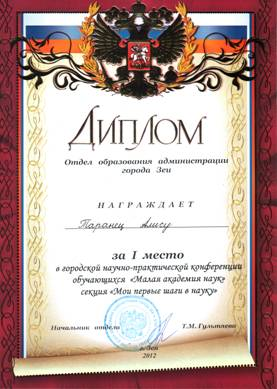 ДИПЛОМ
Отдел образования администрации
города Зеи
НАГРАЖДАЕТ
Таранец Алису
за I место
в городской научно-практической конференции
обучающихся «Малая академия наук»
секция «Мои первые шаги в науку»
Начальник отдела Т.М. Гультяева
г. Зея
2012